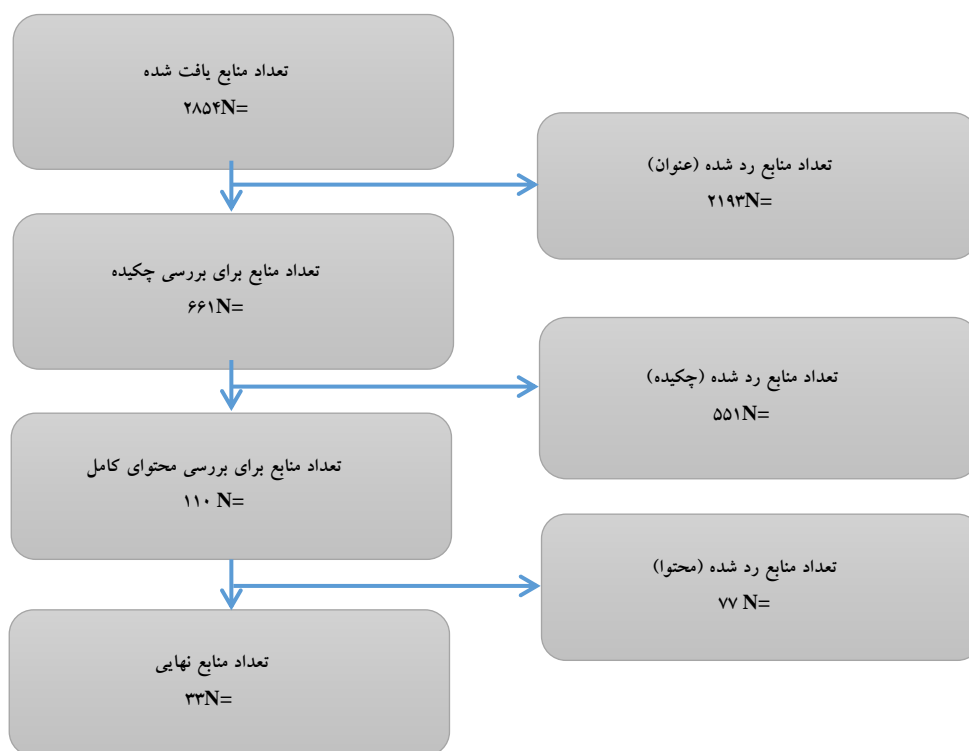 تعداد منابع یافت شده
۲۸۵۴N=
تعداد منابع رد شده (عنوان)
۲۱۹۳N=
تعداد منابع برای بررسی چکیده
۶۶۱N=
تعداد منابع رد شده (چکیده)
۵۵۱N=
تعداد منابع برای بررسی محتوای کامل
۱۱۰ N=
تعداد منابع رد شده (محتوا)
۷۷ N=
تعداد منابع نهایی
۳۳N=